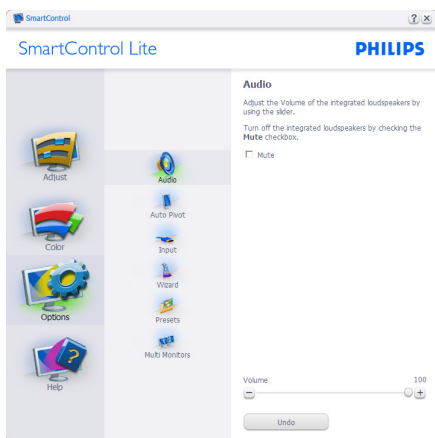 SmartControl
SmartControl Lite
PHILIPS
Adjust
Color
Options
Help
Audio
Auto Pivot
Input
Wizard
Presets
Multi Monitors
Audio
Adjust the Volume of the integrated loudspeakers by
using the slider.
Turn off the integrated loudspeakers by checking the
Mute checkbox.
Mute
Volume 100
Undo